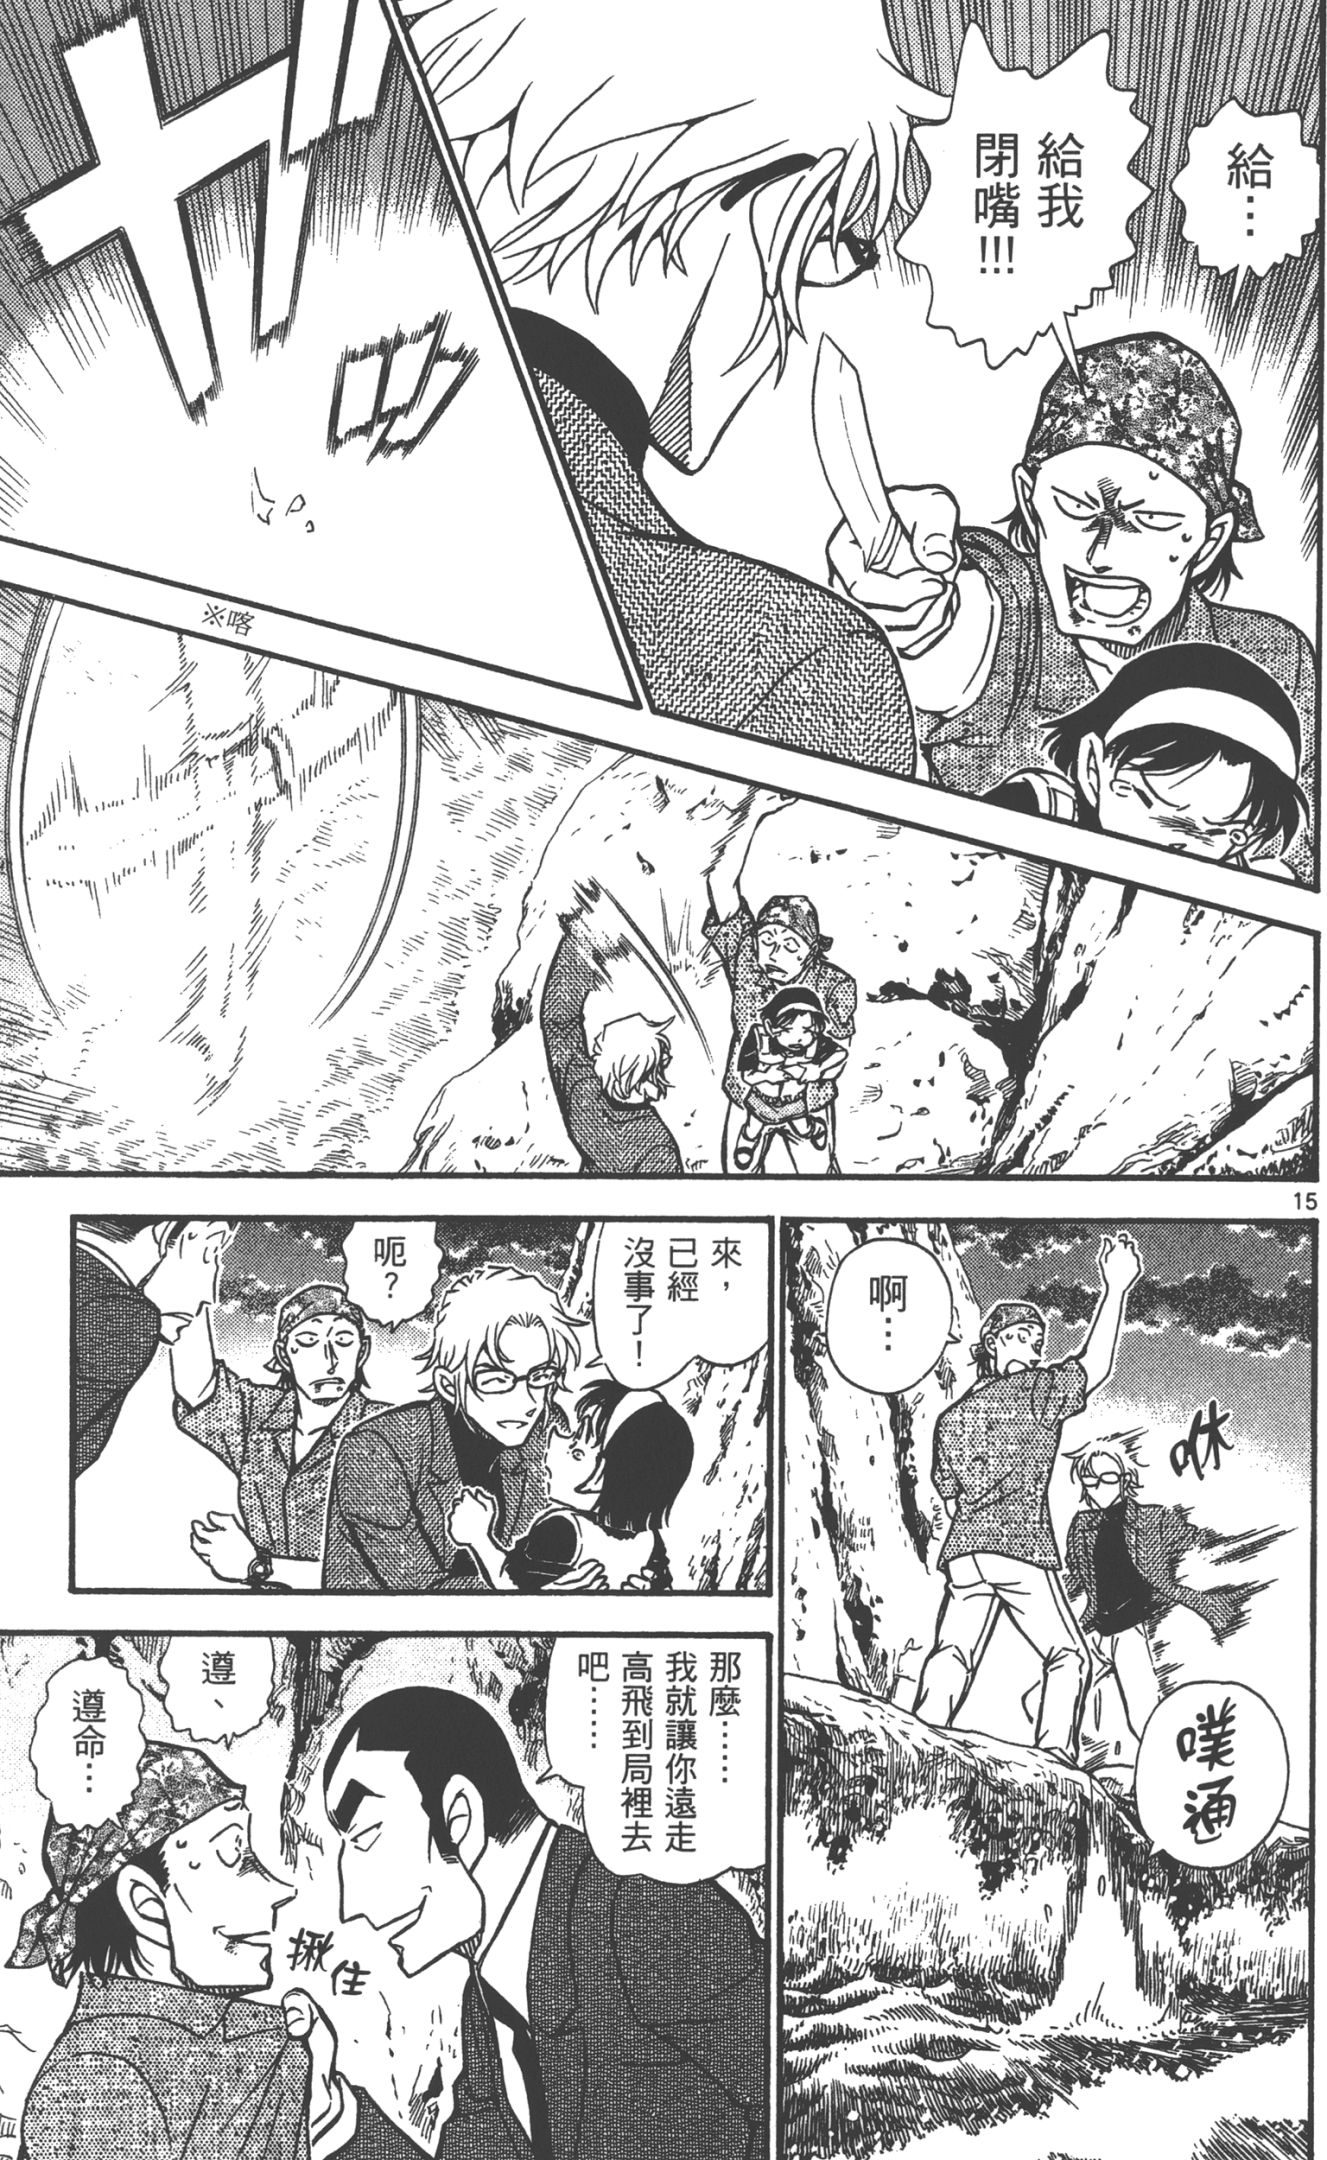 給…
給我
閉嘴!!!
ガ
ッ
※喀
15
啊…
咻
噗通
來，
已經
沒事了！
呃？
那麼……
我就讓你遠走
高飛到局裡去
吧……
遵、
遵命…
揪住